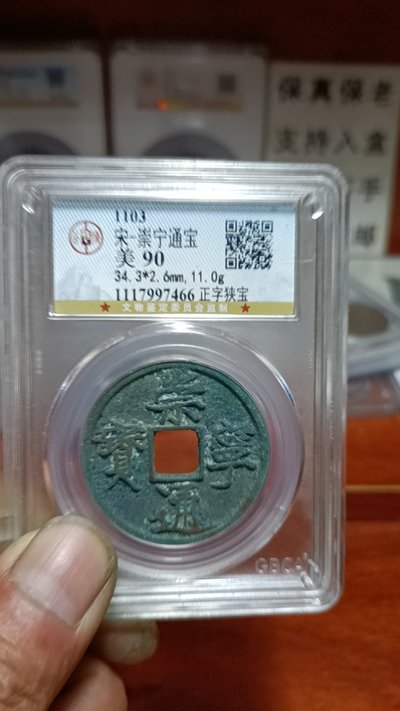 保真保老
支持入盒
手
邮
1103
宋-崇宁通宝
美 90
34.3*2.6mm,11.0g
1117997466 正字狭宝
★ 文物鉴定委员会监制 ★
G
崇
寶 寧
通
GBCA